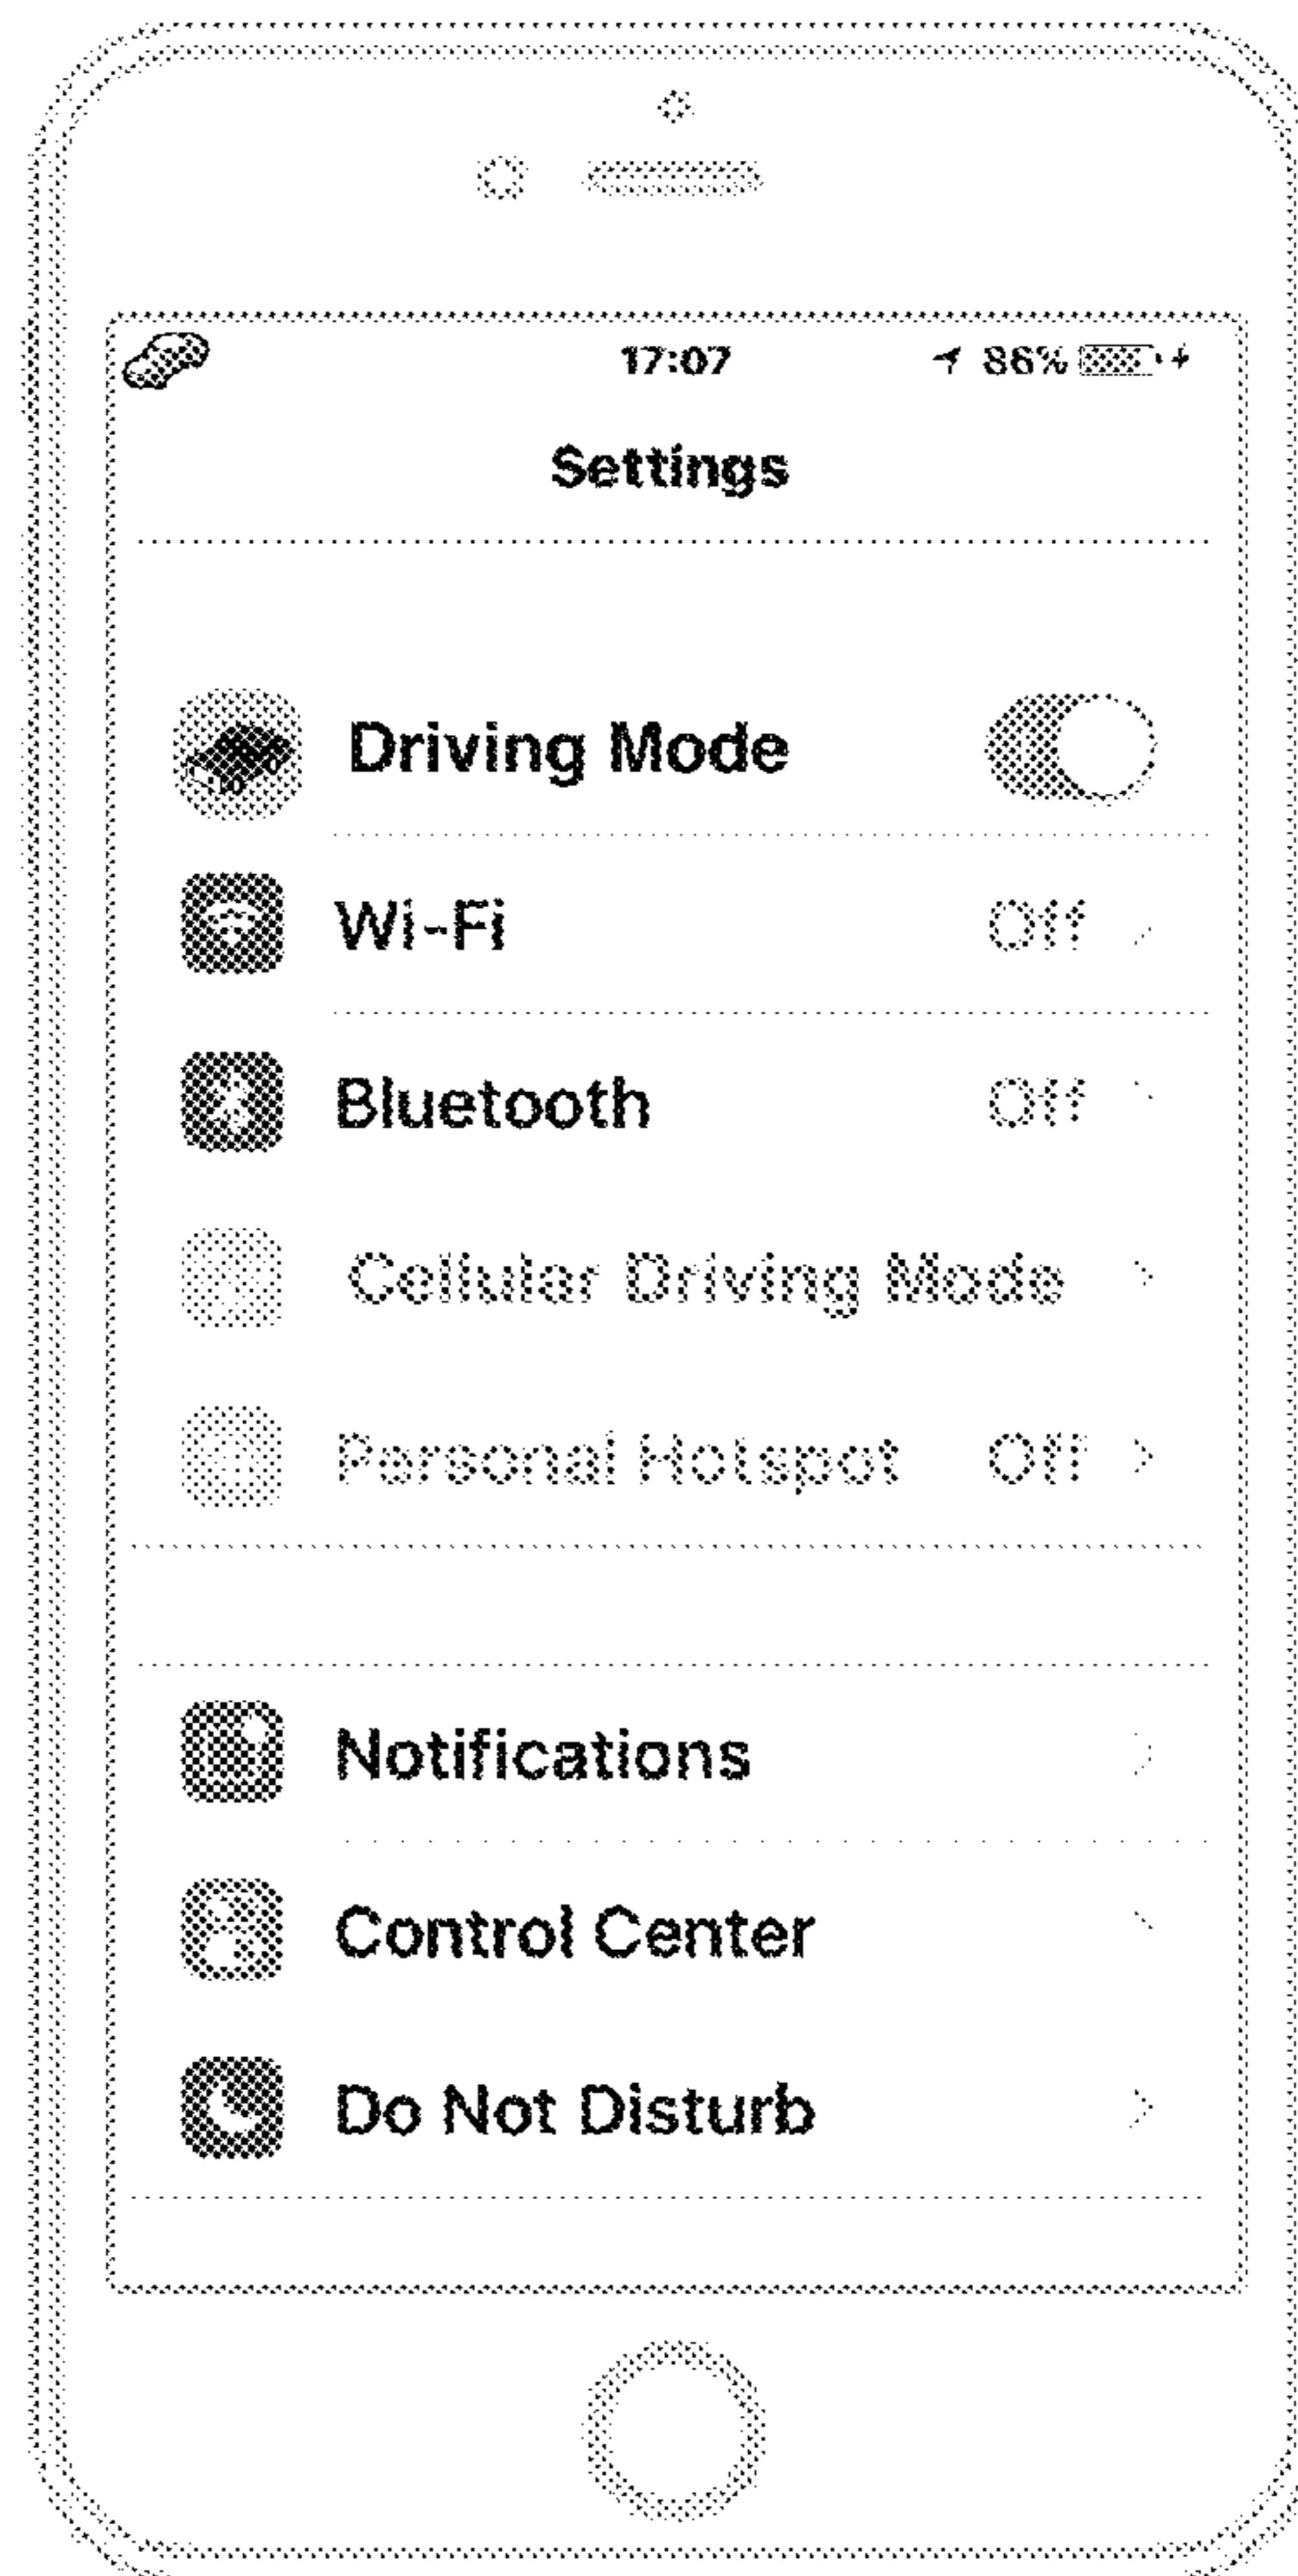 17:07 86%
Settings
Driving Mode
Wi-Fi Off
Bluetooth Off
Cellular Driving Mode
Personal Hotspot Off
Notifications
Control Center
Do Not Disturb